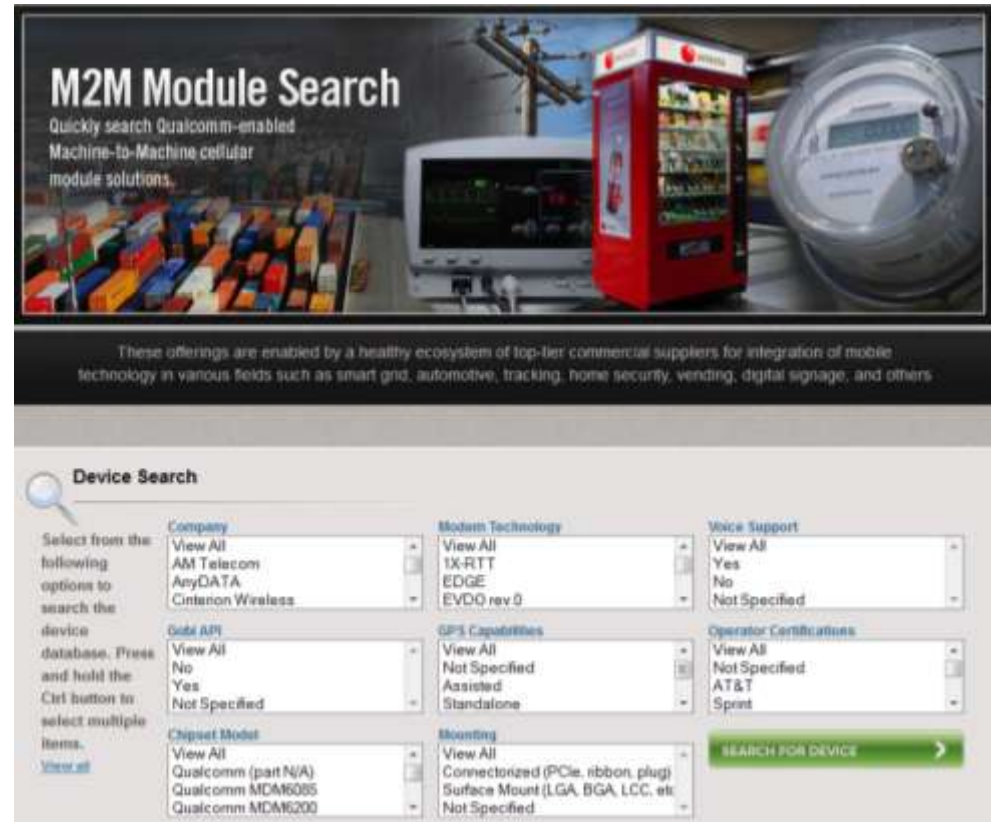 M2M Module Search
Quickly search Qualcomm-enabled
Machine-to-Machine cellular
module solutions.
These offerings are enabled by a healthy ecosystem of top-tier commercial suppliers for integration of mobile
technology in various fields such as smart grid, automotive, tracking, home security, vending, digital signage, and others
Device Search
Select from the
following
options to
search the
device
database. Press
and hold the
Ctrl button to
select multiple
items.
View all
Company
View All
AM Telecom
AnyDATA
Cinterion Wireless
Modem Technology
View All
1X-RTT
EDGE
EVDO rev.0
Voice Support
View All
Yes
No
Not Specified
Gobi API
View All
No
Yes
Not Specified
GPS Capabilities
View All
Not Specified
Assisted
Standalone
Operator Certifications
View All
Not Specified
AT&T
Sprint
Chipset Model
View All
Qualcomm (part N/A)
Qualcomm MDM6085
Qualcomm MDM6200
Mounting
View All
Connectorized (PCIe, ribbon, plug)
Surface Mount (LGA, BGA, LCC, etc
Not Specified
SEARCH FOR DEVICE